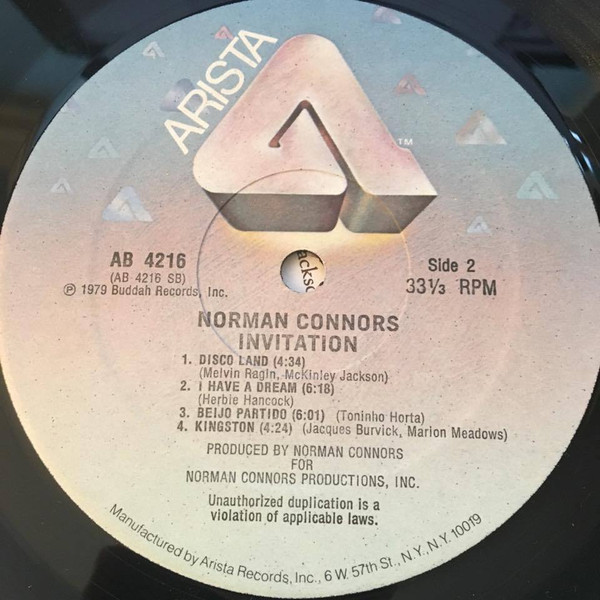 ARISTA
TM
AB 4216
(AB 4216 SB)
℗ 1979 Buddah Records, Inc.
Side 2
33⅓ RPM
NORMAN CONNORS
INVITATION
1. DISCO LAND (4:34)
(Melvin Ragin, McKinley Jackson)
2. I HAVE A DREAM (6:18)
(Herbie Hancock)
3. BEIJO PARTIDO (6:01) (Toninho Horta)
4. KINGSTON (4:24) (Jacques Burvick, Marion Meadows)
PRODUCED BY NORMAN CONNORS
FOR
NORMAN CONNORS PRODUCTIONS, INC.
Unauthorized duplication is a
violation of applicable laws.
Manufactured by Arista Records, Inc., 6 W. 57th St., N.Y., N.Y. 10019